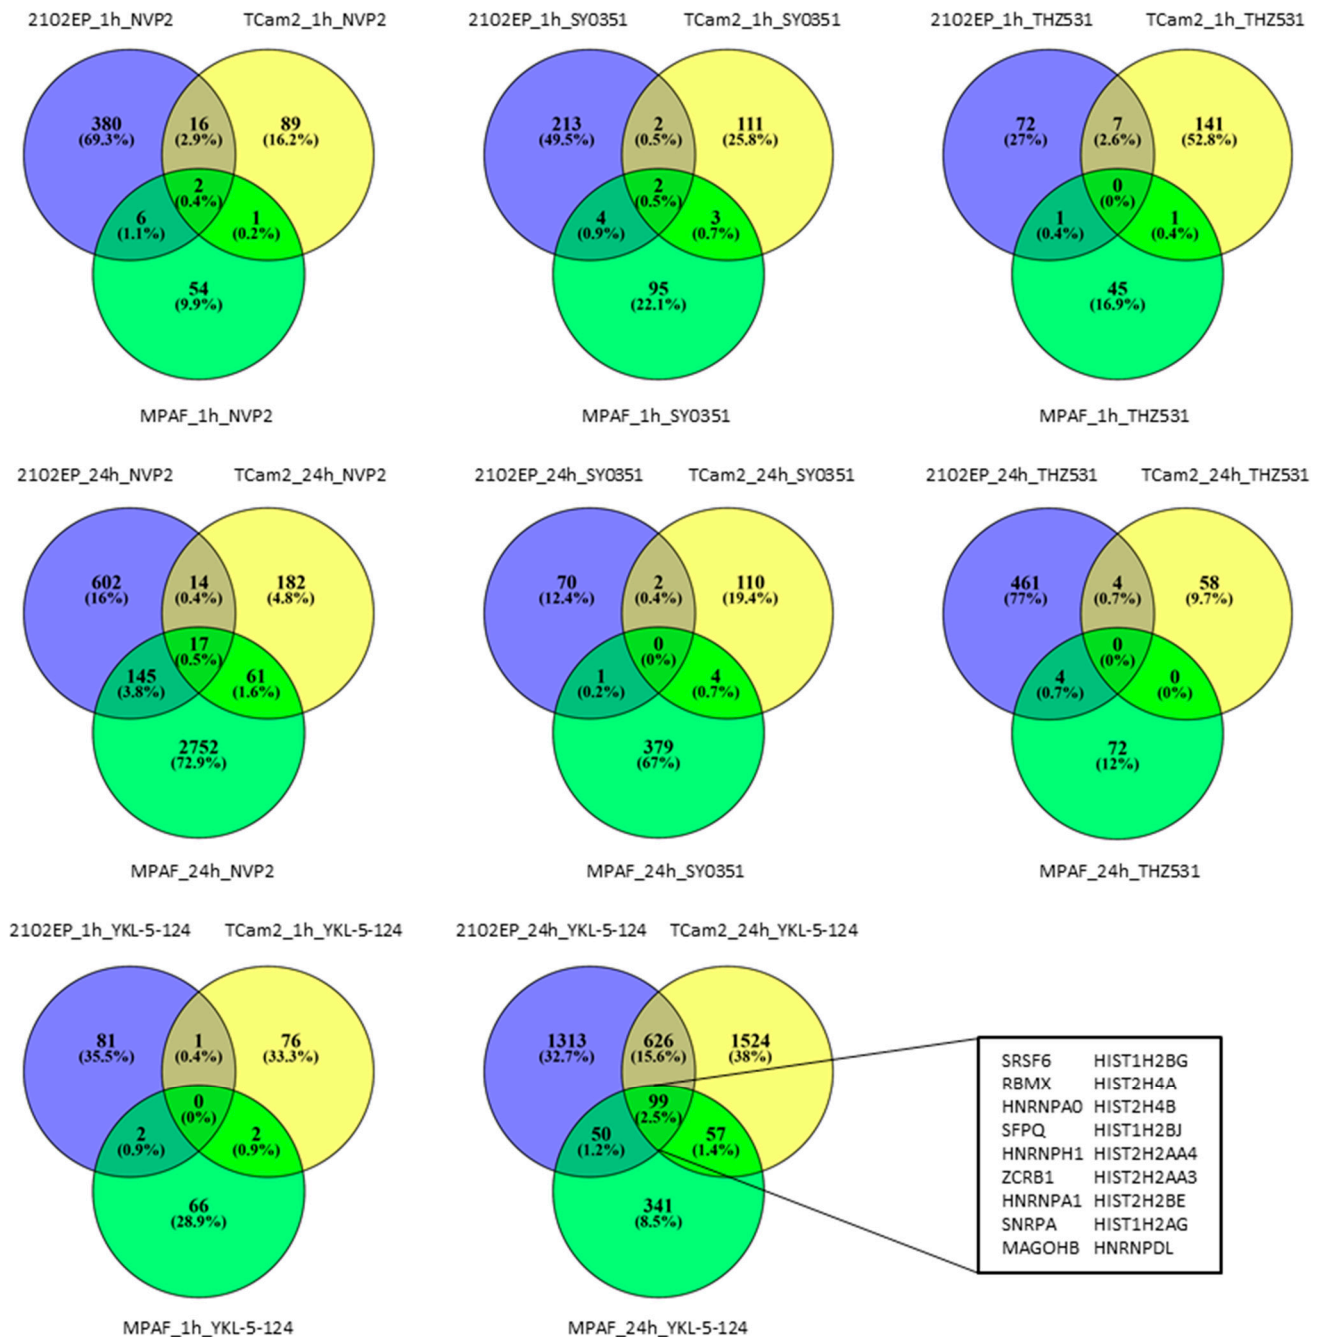 2102EP_1h_NVP2 TCam2_1h_NVP2
380 (69.3%)
16 (2.9%)
89 (16.2%)
2 (0.4%)
6 (1.1%)
1 (0.2%)
54 (9.9%)
MPAF_1h_NVP2
2102EP_1h_SY0351 TCam2_1h_SY0351
213 (49.5%)
2 (0.5%)
111 (25.8%)
2 (0.5%)
4 (0.9%)
3 (0.7%)
95 (22.1%)
MPAF_1h_SY0351
2102EP_1h_THZ531 TCam2_1h_THZ531
72 (27%)
7 (2.6%)
141 (52.8%)
0 (0%)
1 (0.4%)
1 (0.4%)
45 (16.9%)
MPAF_1h_THZ531
2102EP_24h_NVP2 TCam2_24h_NVP2
602 (16%)
14 (0.4%)
182 (4.8%)
17 (0.5%)
145 (3.8%)
61 (1.6%)
2752 (72.9%)
MPAF_24h_NVP2
2102EP_24h_SY0351 TCam2_24h_SY0351
70 (12.4%)
2 (0.4%)
110 (19.4%)
0 (0%)
1 (0.2%)
4 (0.7%)
379 (67%)
MPAF_24h_SY0351
2102EP_24h_THZ531 TCam2_24h_THZ531
461 (77%)
4 (0.7%)
58 (9.7%)
0 (0%)
4 (0.7%)
0 (0%)
72 (12%)
MPAF_24h_THZ531
2102EP_1h_YKL-5-124 TCam2_1h_YKL-5-124
81 (35.5%)
1 (0.4%)
76 (33.3%)
0 (0%)
2 (0.9%)
2 (0.9%)
66 (28.9%)
MPAF_1h_YKL-5-124
2102EP_24h_YKL-5-124 TCam2_24h_YKL-5-124
1313 (32.7%)
626 (15.6%)
1524 (38%)
99 (2.5%)
50 (1.2%)
57 (1.4%)
341 (8.5%)
MPAF_24h_YKL-5-124
SRSF6 HIST1H2BG
RBMX HIST2H4A
HNRNPA0 HIST2H4B
SFPQ HIST1H2BJ
HNRNPH1 HIST2H2AA4
ZCRB1 HIST2H2AA3
HNRNPA1 HIST2H2BE
SNRPA HIST1H2AG
MAGOHB HNRNPDL